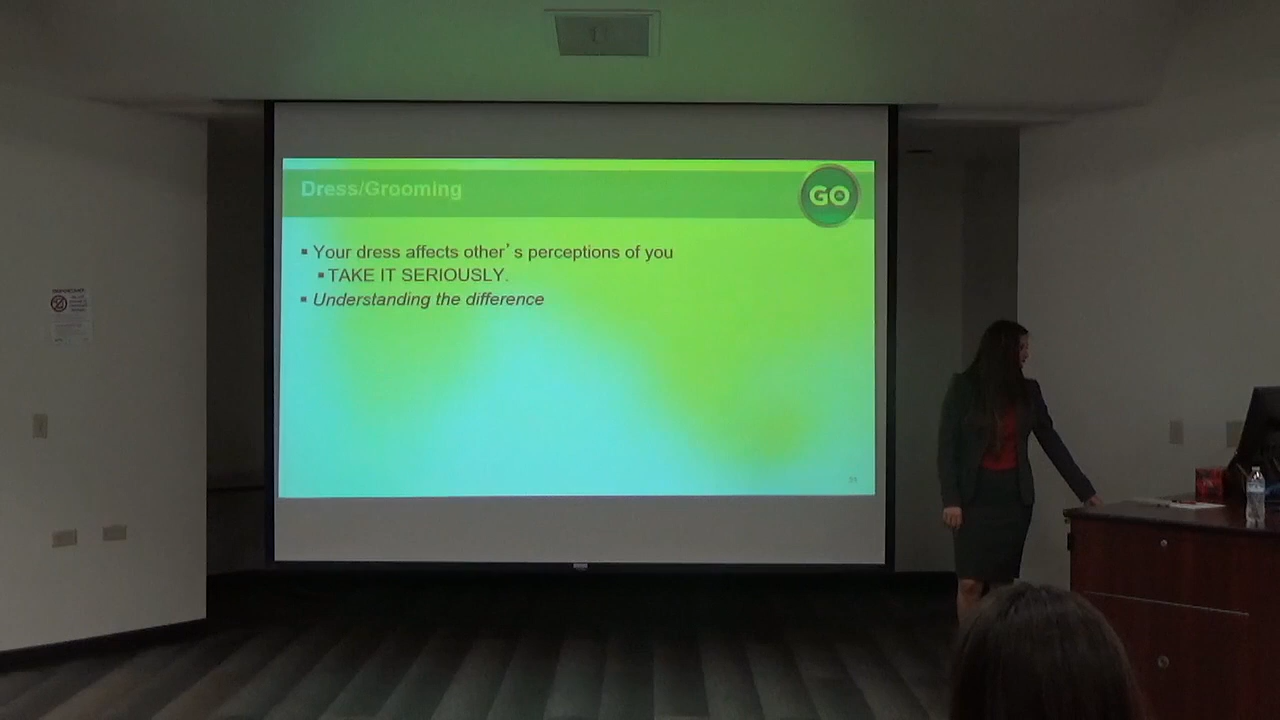 Dress/Grooming
GO
▪ Your dress affects other's perceptions of you
▪ TAKE IT SERIOUSLY.
▪ Understanding the difference